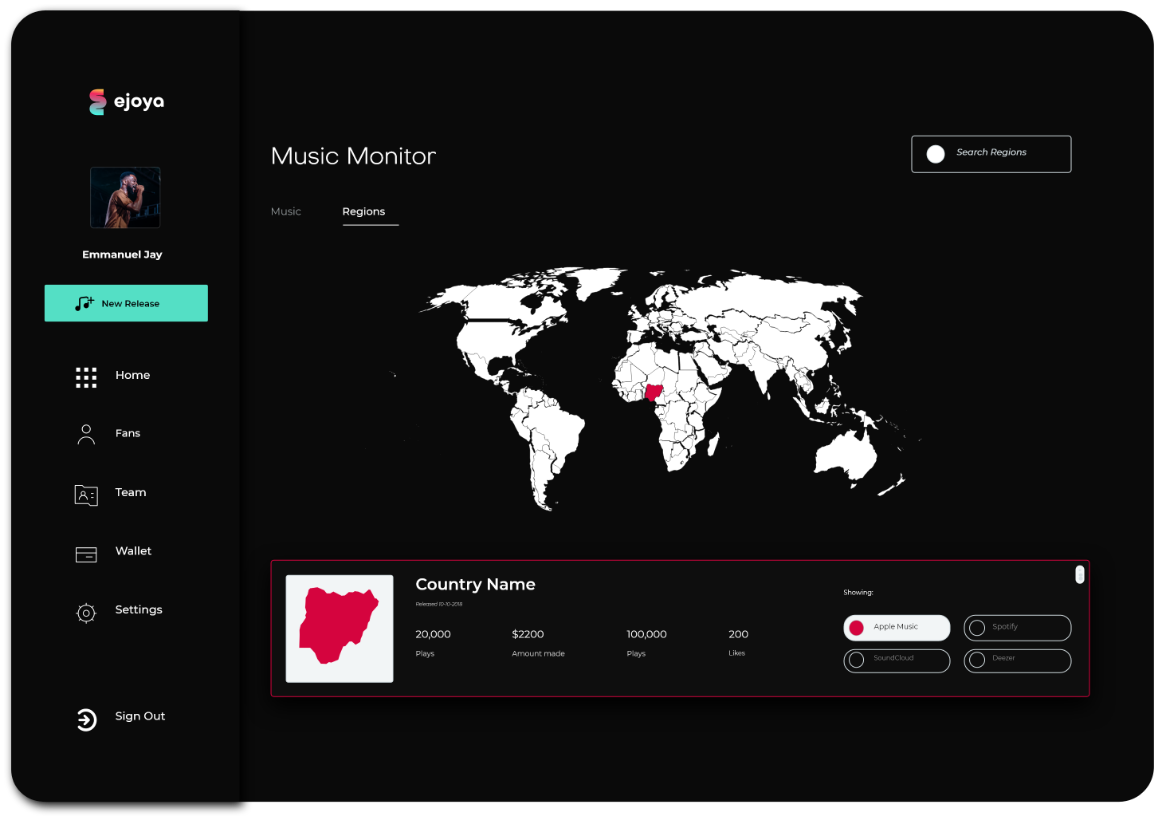 ejoya
Emmanuel Jay
New Release
Home
Fans
Team
Wallet
Settings
Sign Out
Music Monitor
Search Regions
Music Regions
Country Name
Released 10-10-2018
20,000 $2200 100,000 200
Plays Amount made Plays Likes
Showing:
Apple Music Spotify
SoundCloud Deezer